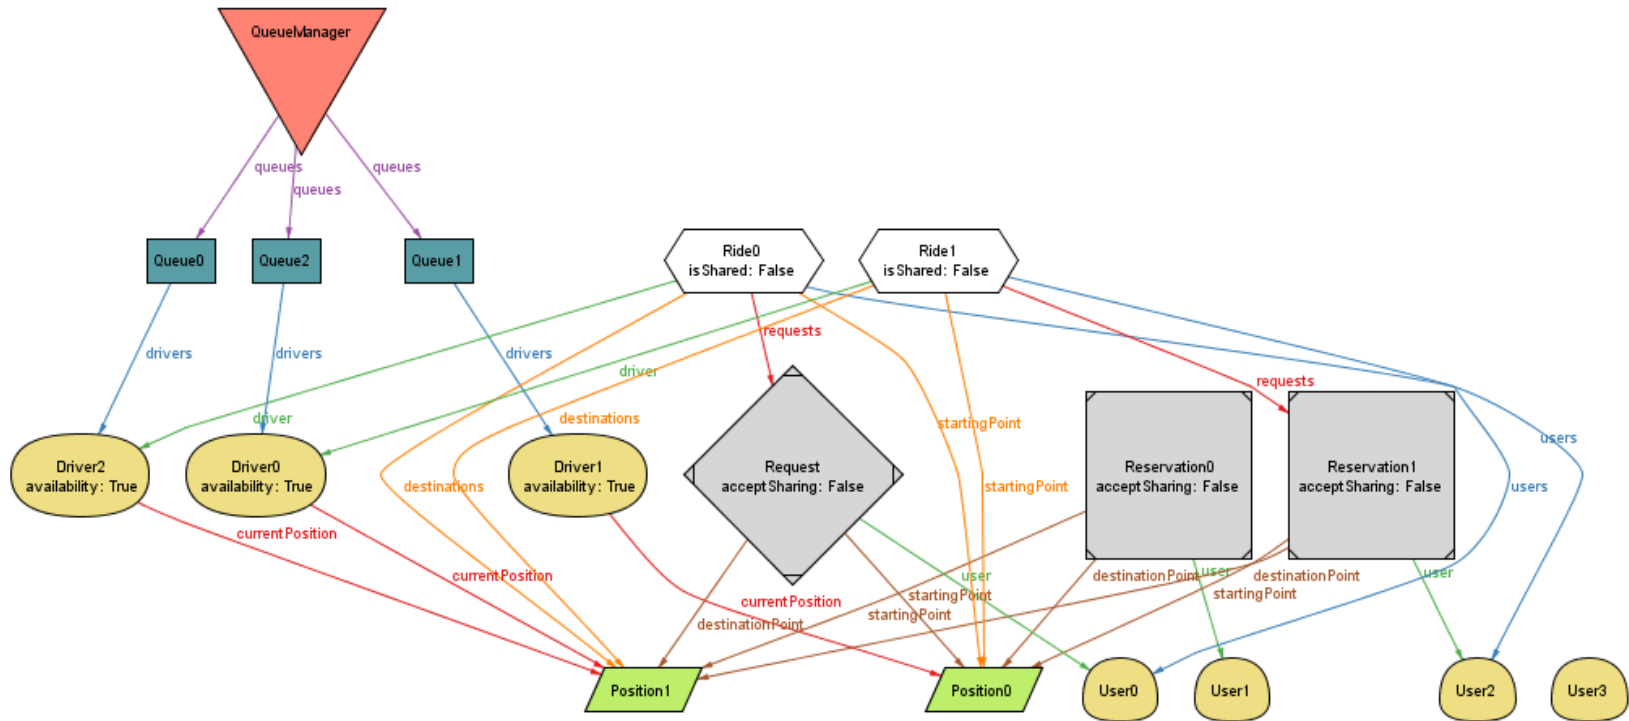 QueueManager
queues
queues
queues
Queue0
Queue2
Queue1
Ride0
isShared: False
Ride1
isShared: False
drivers
drivers
drivers
requests
driver
requests
driver
destinations
startingPoint
users
Driver2
availability: True
Driver0
availability: True
Driver1
availability: True
Request
acceptSharing: False
Reservation0
acceptSharing: False
Reservation1
acceptSharing: False
destinations
startingPoint
users
currentPosition
currentPosition
currentPosition
user
destinationPoint
user
destinationPoint
user
startingPoint
startingPoint
startingPoint
destinationPoint
Position1
Position0
User0
User1
User2
User3